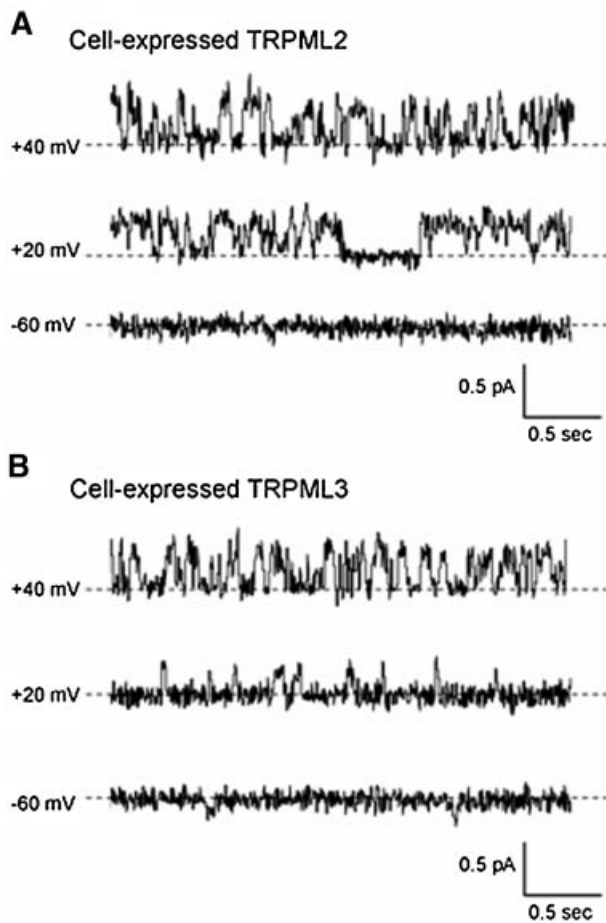 A
Cell-expressed TRPML2
+40 mV
+20 mV
-60 mV
0.5 pA
0.5 sec
B
Cell-expressed TRPML3
+40 mV
+20 mV
-60 mV
0.5 pA
0.5 sec